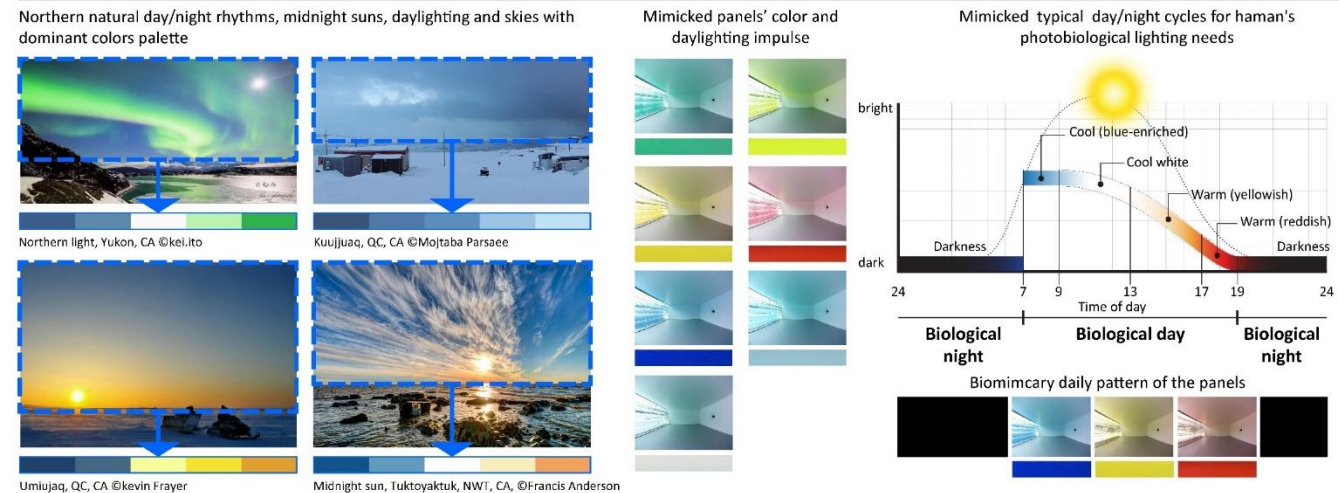 Northern natural day/night rhythms, midnight suns, daylighting and skies with
dominant colors palette
Northern light, Yukon, CA ©kei.ito
Kuujjuaq, QC, CA ©Mojtaba Parsaee
Umiujaq, QC, CA ©kevin Frayer
Midnight sun, Tuktoyaktuk, NWT, CA, ©Francis Anderson
Mimicked panels' color and
daylighting impulse
Mimicked typical day/night cycles for haman's
photobiological lighting needs
bright
Cool (blue-enriched)
Cool white
Warm (yellowish)
Warm (reddish)
Darkness
Darkness
dark
24 7 9 13 17 19 24
Time of day
Biological
night
Biological day
Biological
night
Biomimcary daily pattern of the panels